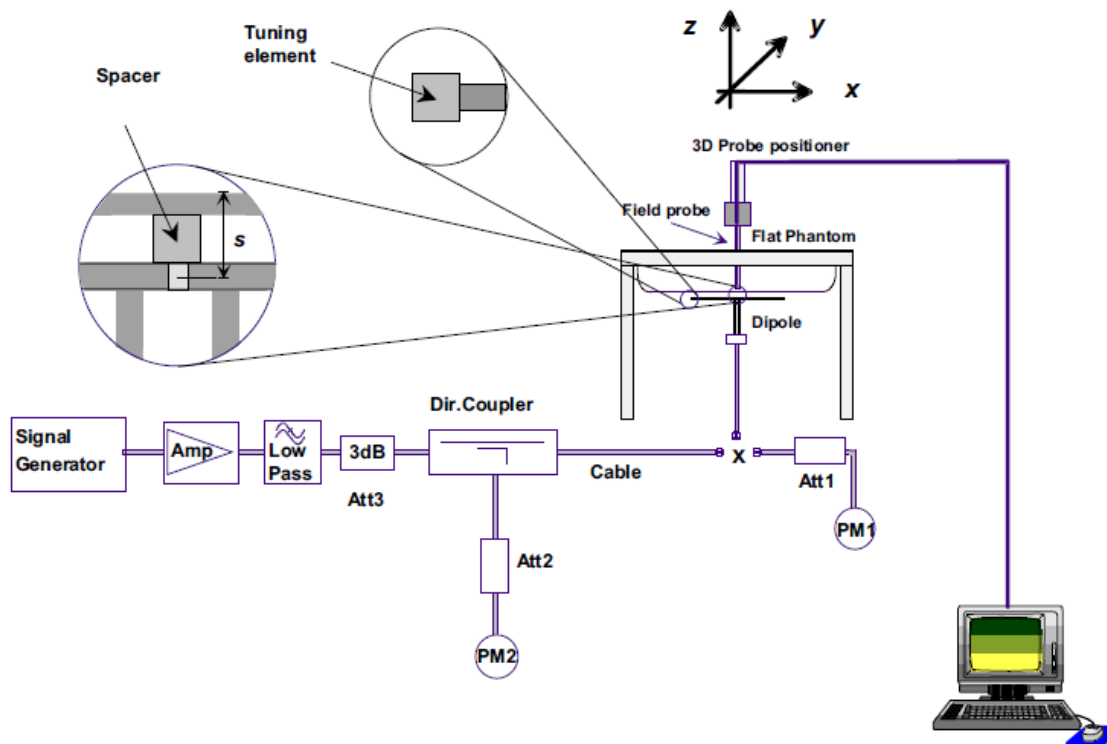 Tuning
element
Spacer
z
y
x
3D Probe positioner
Field probe
Flat Phantom
s
Dipole
Dir.Coupler
Signal
Generator
Amp
Low
Pass
3dB
Att3
Cable
x
Att1
PM1
Att2
PM2